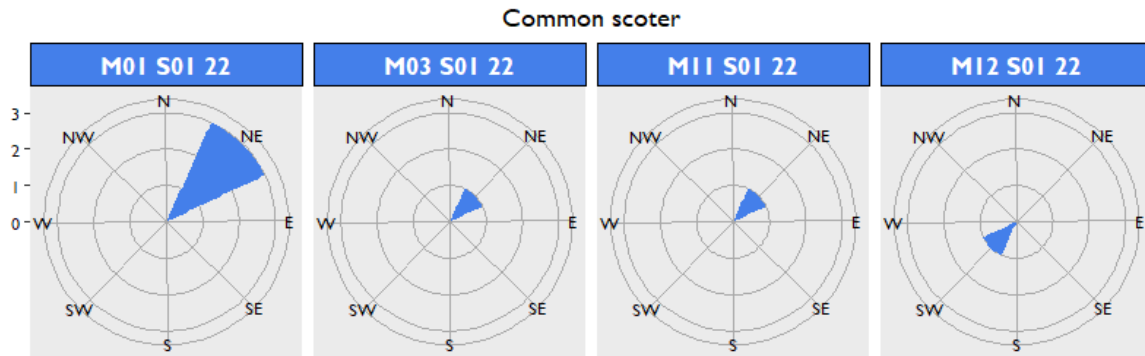 Common scoter
M01 S01 22
M03 S01 22
M11 S01 22
M12 S01 22
N
N
N
N
3
NW
NE
NW
NE
NW
NE
NW
NE
2
1
0
W
E
W
E
W
E
W
E
SW
SE
SW
SE
SW
SE
SW
SE
S
S
S
S